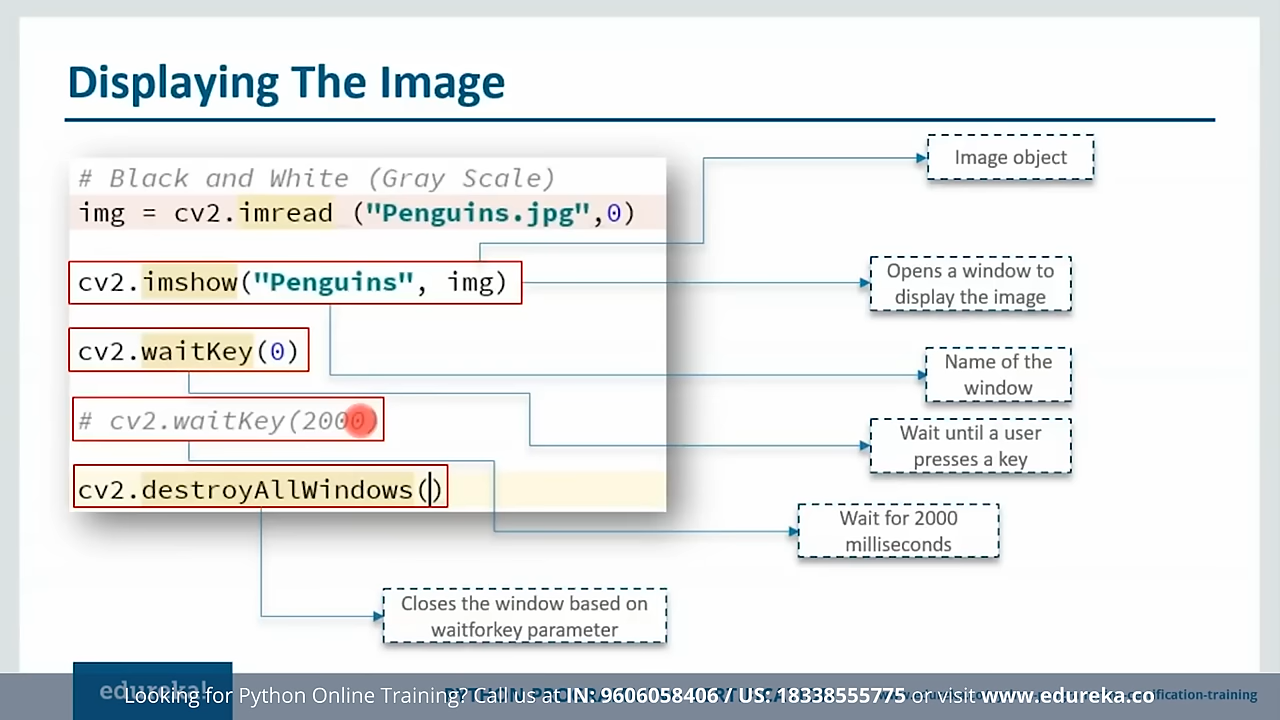 Displaying The Image
# Black and White (Gray Scale)
img = cv2.imread ("Penguins.jpg",0)
cv2.imshow("Penguins", img)
cv2.waitKey(0)
# cv2.waitKey(2000)
cv2.destroyAllWindows()
Image object
Opens a window to
display the image
Name of the
window
Wait until a user
presses a key
Wait for 2000
milliseconds
Closes the window based on
waitforkey parameter
edureka!
Looking for Python Online Training? Call us at IN: 9606058406 / US: 18338555775 or visit www.edureka.co